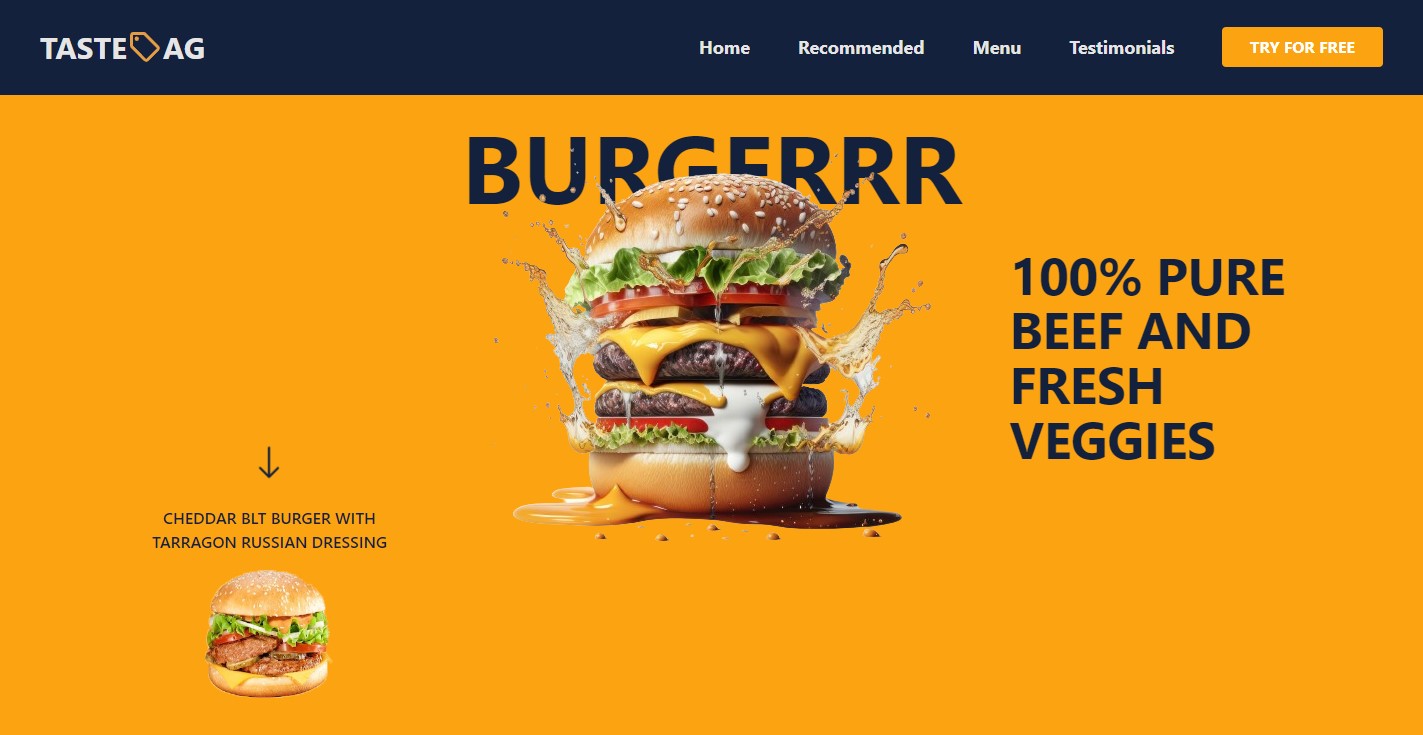 TASTE AG
Home
Recommended
Menu
Testimonials
TRY FOR FREE
BURGERRR
100% PURE
BEEF AND
FRESH
VEGGIES
CHEDDAR BLT BURGER WITH
TARRAGON RUSSIAN DRESSING